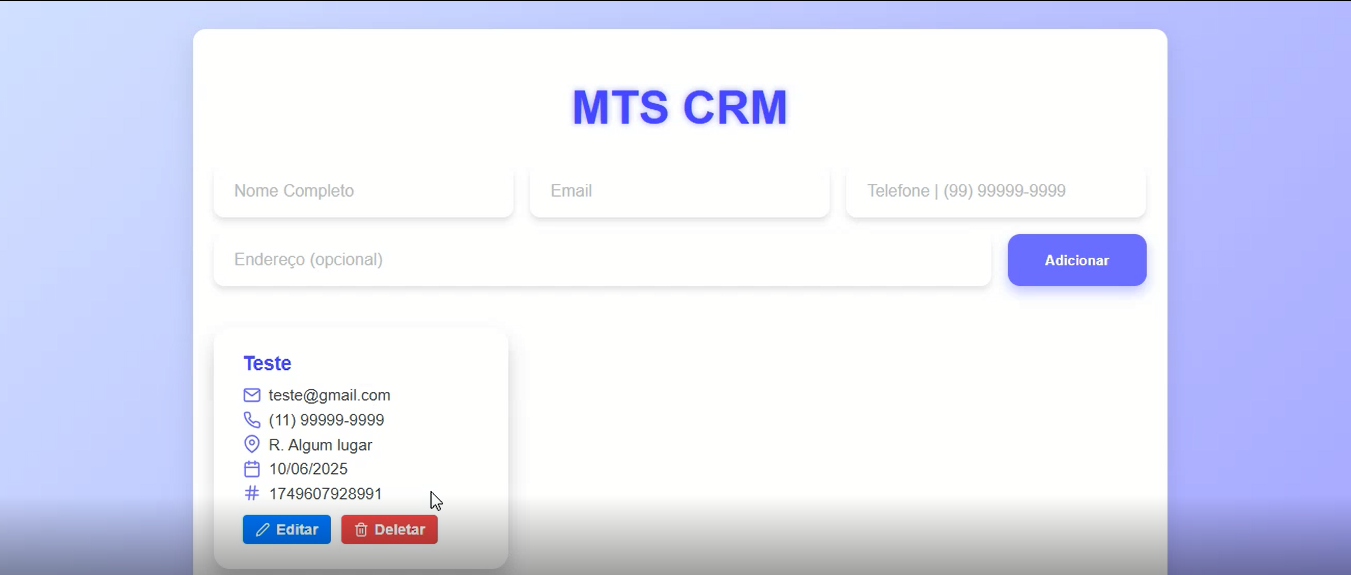 MTS CRM
Nome Completo
Email
Telefone | (99) 99999-9999
Endereço (opcional)
Adicionar
Teste
teste@gmail.com
(11) 99999-9999
R. Algum lugar
10/06/2025
1749607928991
Editar
Deletar